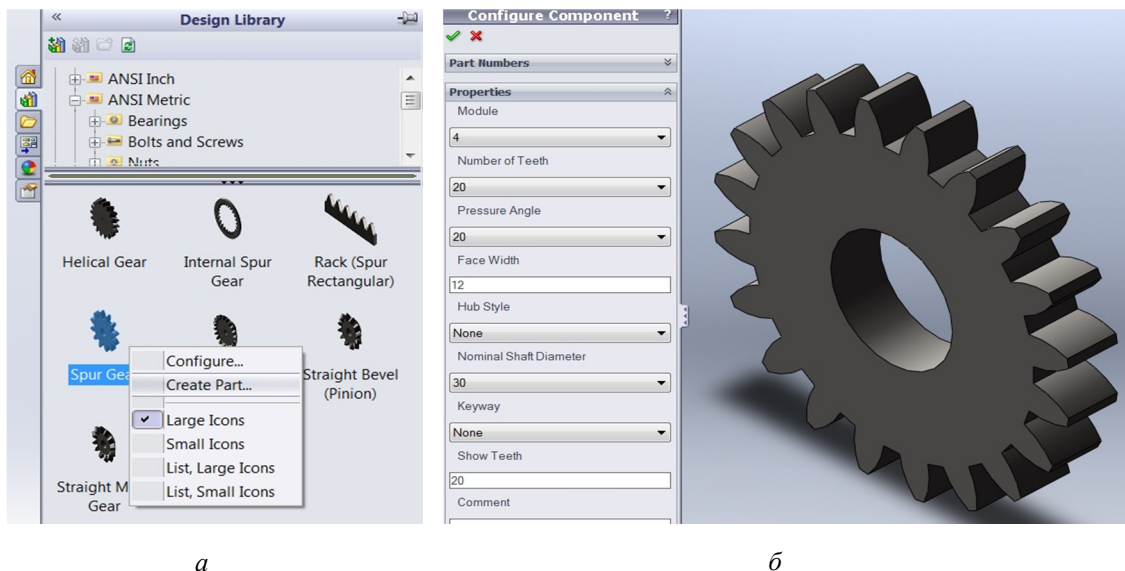 Design Library
ANSI Inch
ANSI Metric
Bearings
Bolts and Screws
Nuts
Helical Gear
Internal Spur
Gear
Rack (Spur
Rectangular)
Spur Gea
Configure...
Create Part...
Large Icons
Small Icons
List, Large Icons
List, Small Icons
Straight Bevel
(Pinion)
Straight M
Gear
а
Configure Component ?
Part Numbers
Properties
Module
4
Number of Teeth
20
Pressure Angle
20
Face Width
12
Hub Style
None
Nominal Shaft Diameter
30
Keyway
None
Show Teeth
20
Comment
б